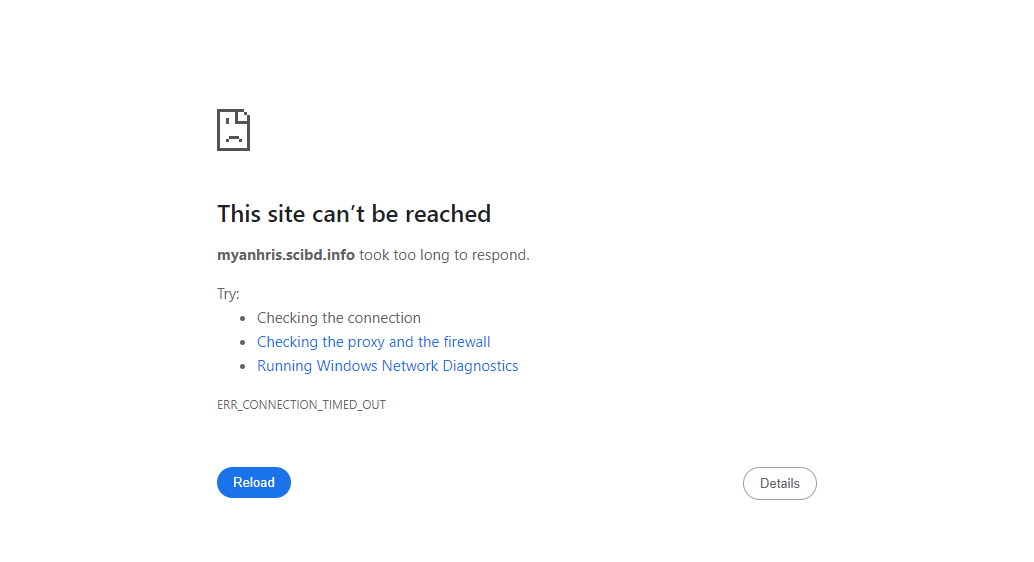 This site can’t be reached
myanhris.scibd.info took too long to respond.
Try:
Checking the connection
Checking the proxy and the firewall
Running Windows Network Diagnostics
ERR_CONNECTION_TIMED_OUT
Reload
Details